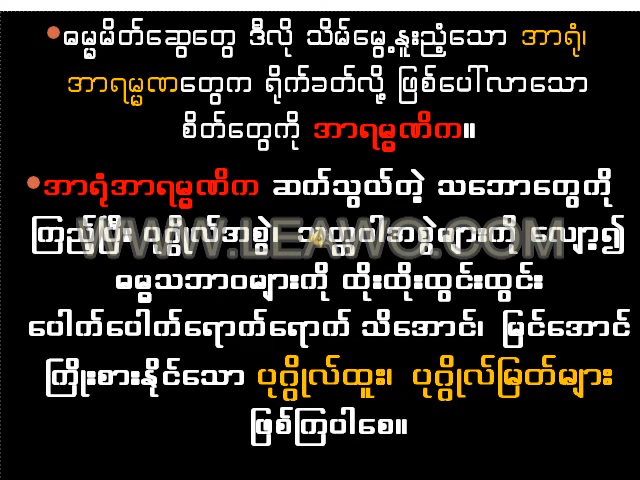 •ဓမ္မမိတ်ဆွေတွေ ဒီလို သိမ်မွေ့နူးညံ့သော အာရုံ၊
အာရမ္မဏတွေက ရိုက်ခတ်လို့ ဖြစ်ပေါ်လာသော
စိတ်တွေကို အာရမ္မဏိက။
•အာရုံအာရမ္မဏိက ဆက်သွယ်တဲ့ သဘောတွေကို
ကြည့်ပြီး ပုဂ္ဂိုလ်အစွဲ၊ သတ္တဝါအစွဲများကို လျော့၍
WWW.LEAWO.COM
ဓမ္မသဘာဝများကို ထိုးထိုးထွင်းထွင်း
ပေါက်ပေါက်ရောက်ရောက် သိအောင်၊ မြင်အောင်
ကြိုးစားနိုင်သော ပုဂ္ဂိုလ်ထူး၊ ပုဂ္ဂိုလ်မြတ်များ
ဖြစ်ကြပါစေ။